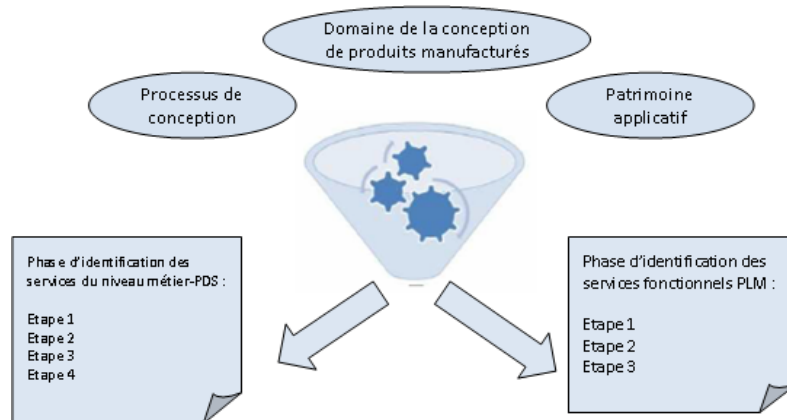 Domaine de la conception
de produits manufacturés
Processus de
conception
Patrimoine
applicatif
Phase d'identification des
services du niveau métier-PDS :
Etape 1
Etape 2
Etape 3
Etape 4
Phase d'identification des
services fonctionnels PLM :
Etape 1
Etape 2
Etape 3